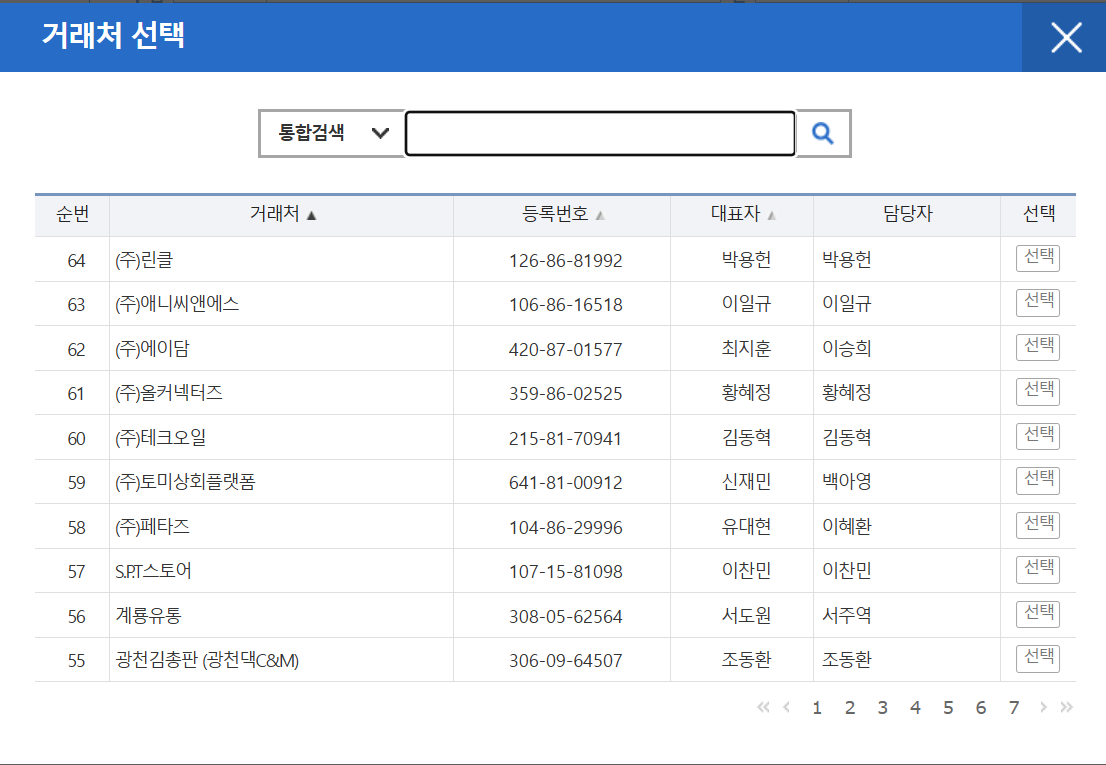 거래처 선택
통합검색
순번 거래처 ▲ 등록번호 ▲ 대표자 ▲ 담당자 선택
64 (주)린클 126-86-81992 박용헌 박용헌 선택
63 (주)애니씨앤에스 106-86-16518 이일규 이일규 선택
62 (주)에이담 420-87-01577 최지훈 이승희 선택
61 (주)올커넥터즈 359-86-02525 황혜정 황혜정 선택
60 (주)테크오일 215-81-70941 김동혁 김동혁 선택
59 (주)토미상회플랫폼 641-81-00912 신재민 백아영 선택
58 (주)페타즈 104-86-29996 유대현 이혜환 선택
57 S.P.T스토어 107-15-81098 이찬민 이찬민 선택
56 계룡유통 308-05-62564 서도원 서주역 선택
55 광천김총판 (광천댁C&M) 306-09-64507 조동환 조동환 선택
« ‹ 1 2 3 4 5 6 7 › »